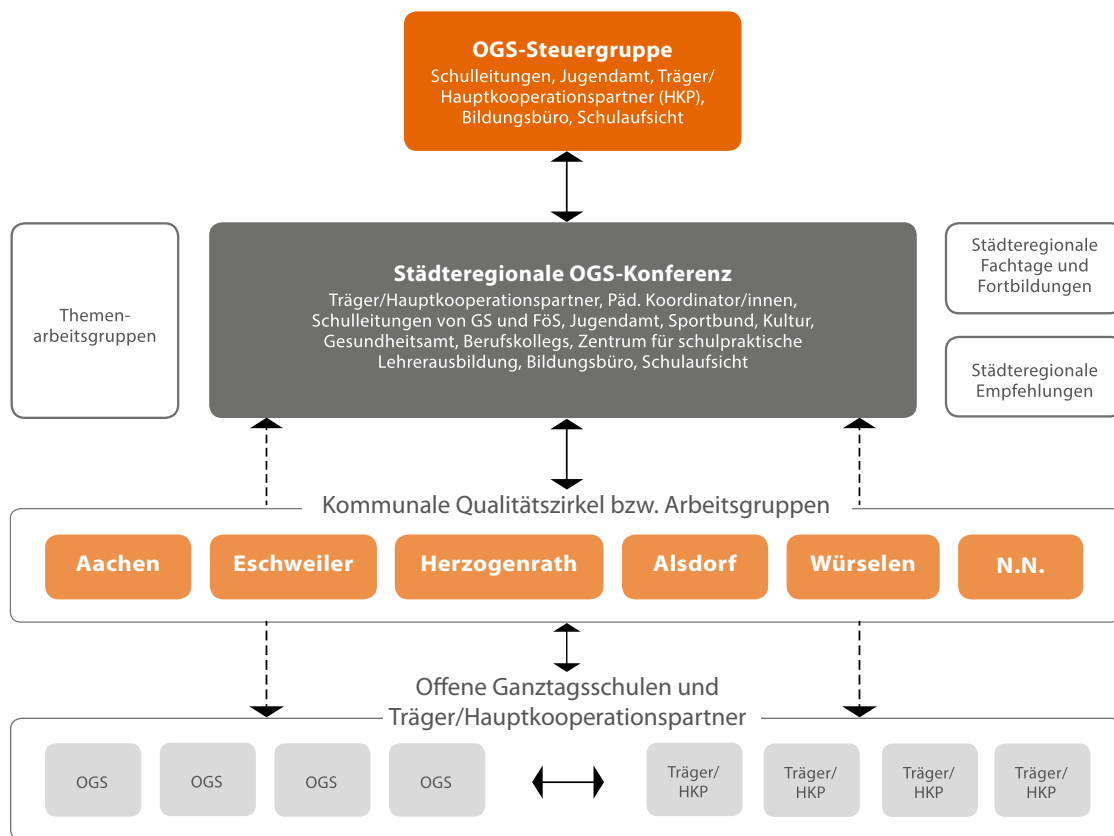 OGS-Steuergruppe
Schulleitungen, Jugendamt, Träger/
Hauptkooperationspartner (HKP),
Bildungsbüro, Schulaufsicht
Themen-
arbeitsgruppen
Städteregionale OGS-Konferenz
Träger/Hauptkooperationspartner, Päd. Koordinator/innen,
Schulleitungen von GS und FöS, Jugendamt, Sportbund, Kultur,
Gesundheitsamt, Berufskollegs, Zentrum für schulpraktische
Lehrerausbildung, Bildungsbüro, Schulaufsicht
Städteregionale
Fachtage und
Fortbildungen
Städteregionale
Empfehlungen
Kommunale Qualitätszirkel bzw. Arbeitsgruppen
Aachen
Eschweiler
Herzogenrath
Alsdorf
Würselen
N.N.
Offene Ganztagsschulen und
Träger/Hauptkooperationspartner
OGS
OGS
OGS
OGS
Träger/
HKP
Träger/
HKP
Träger/
HKP
Träger/
HKP